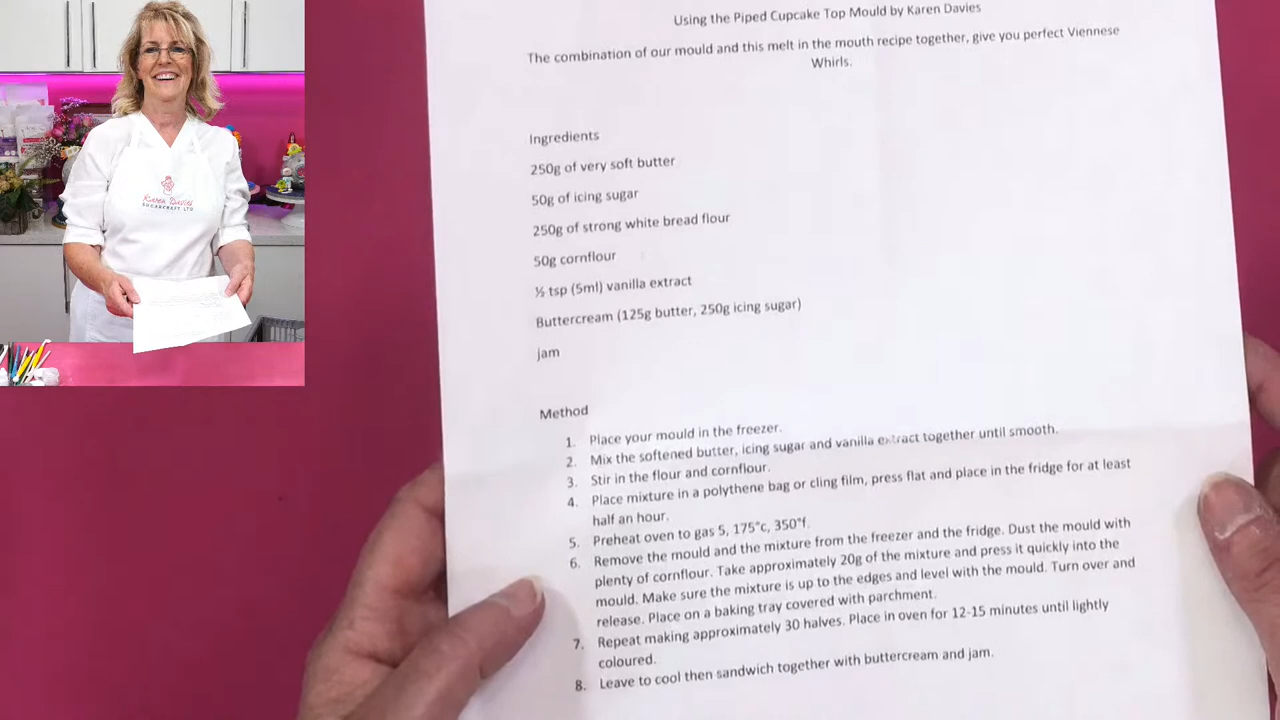 Karen Davies
SUGARCRAFT LTD
Using the Piped Cupcake Top Mould by Karen Davies
The combination of our mould and this melt in the mouth recipe together, give you perfect Viennese
Whirls.
Ingredients
250g of very soft butter
50g of icing sugar
250g of strong white bread flour
50g cornflour
½ tsp (5ml) vanilla extract
Buttercream (125g butter, 250g icing sugar)
jam
Method
1. Place your mould in the freezer.
2. Mix the softened butter, icing sugar and vanilla extract together until smooth.
3. Stir in the flour and cornflour.
4. Place mixture in a polythene bag or cling film, press flat and place in the fridge for at least
half an hour.
5. Preheat oven to gas 5, 175°c, 350°f.
6. Remove the mould and the mixture from the freezer and the fridge. Dust the mould with
plenty of cornflour. Take approximately 20g of the mixture and press it quickly into the
mould. Make sure the mixture is up to the edges and level with the mould. Turn over and
release. Place on a baking tray covered with parchment.
7. Repeat making approximately 30 halves. Place in oven for 12-15 minutes until lightly
coloured.
8. Leave to cool then sandwich together with buttercream and jam.